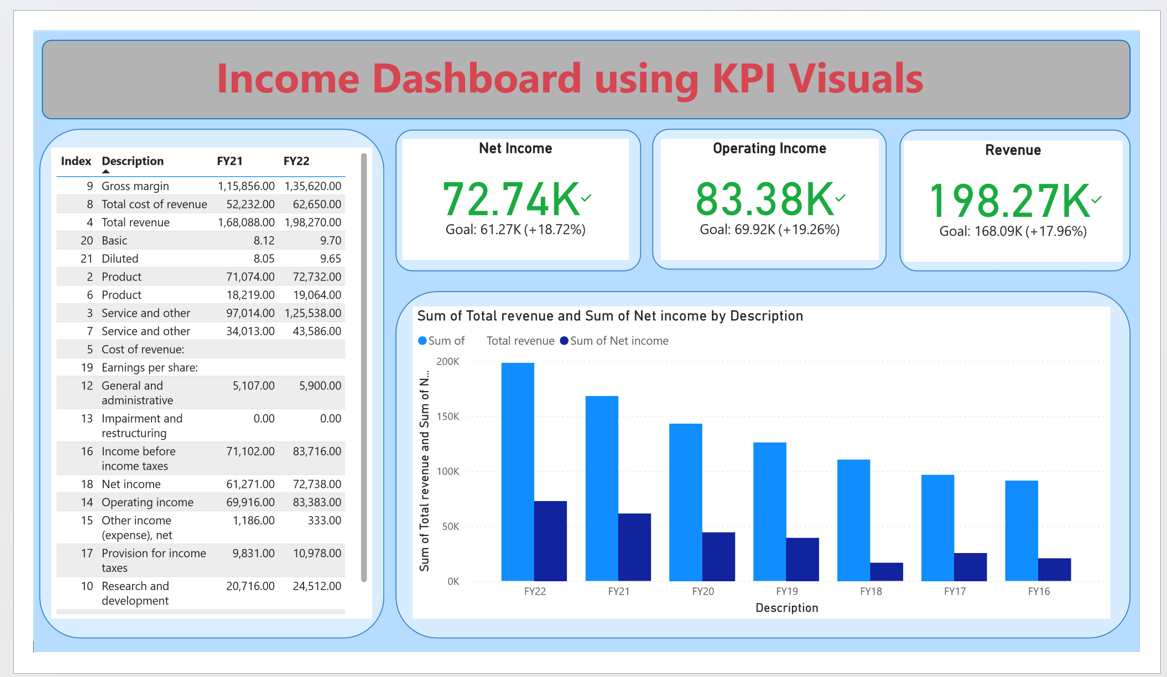 Income Dashboard using KPI Visuals
Index Description FY21 FY22
9 Gross margin 1,15,856.00 1,35,620.00
8 Total cost of revenue 52,232.00 62,650.00
4 Total revenue 1,68,088.00 1,98,270.00
20 Basic 8.12 9.70
21 Diluted 8.05 9.65
2 Product 71,074.00 72,732.00
6 Product 18,219.00 19,064.00
3 Service and other 97,014.00 1,25,538.00
7 Service and other 34,013.00 43,586.00
5 Cost of revenue:
19 Earnings per share:
12 General and 5,107.00 5,900.00
administrative
13 Impairment and 0.00 0.00
restructuring
16 Income before 71,102.00 83,716.00
income taxes
18 Net income 61,271.00 72,738.00
14 Operating income 69,916.00 83,383.00
15 Other income 1,186.00 333.00
(expense), net
17 Provision for income 9,831.00 10,978.00
taxes
10 Research and 20,716.00 24,512.00
development
Net Income
72.74K
Goal: 61.27K (+18.72%)
Operating Income
83.38K
Goal: 69.92K (+19.26%)
Revenue
198.27K
Goal: 168.09K (+17.96%)
Sum of Total revenue and Sum of Net income by Description
Sum of Total revenue Sum of Net income
Sum of Total revenue and Sum of N...
200K
150K
100K
50K
0K
FY22 FY21 FY20 FY19 FY18 FY17 FY16
Description